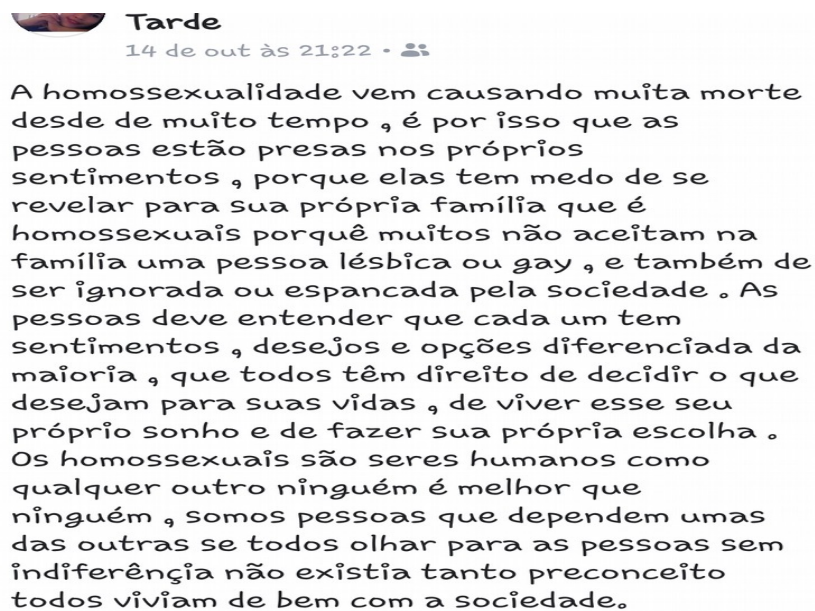 Tarde
14 de out às 21:22 •
A homossexualidade vem causando muita morte
desde de muito tempo , é por isso que as
pessoas estão presas nos próprios
sentimentos , porque elas tem medo de se
revelar para sua própria família que é
homossexuais porquê muitos não aceitam na
família uma pessoa lésbica ou gay , e também de
ser ignorada ou espancada pela sociedade . As
pessoas deve entender que cada um tem
sentimentos , desejos e opções diferenciada da
maioria , que todos têm direito de decidir o que
desejam para suas vidas , de viver esse seu
próprio sonho e de fazer sua própria escolha .
Os homossexuais são seres humanos como
qualquer outro ninguém é melhor que
ninguém , somos pessoas que dependem umas
das outras se todos olhar para as pessoas sem
indiferênçia não existia tanto preconceito
todos viviam de bem com a sociedade.